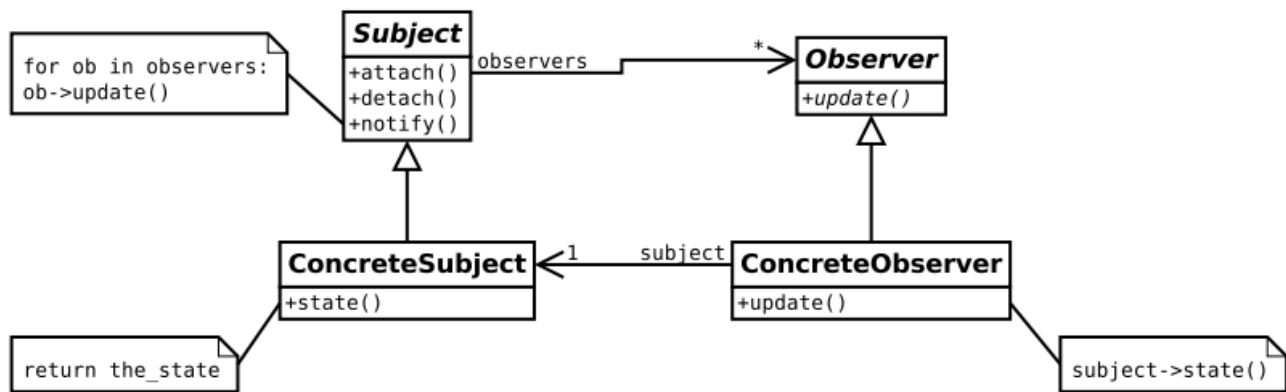 Subject
+attach()
+detach()
+notify()
for ob in observers:
ob->update()
observers
*
Observer
+update()
ConcreteSubject
+state()
1
subject
ConcreteObserver
+update()
return the_state
subject->state()